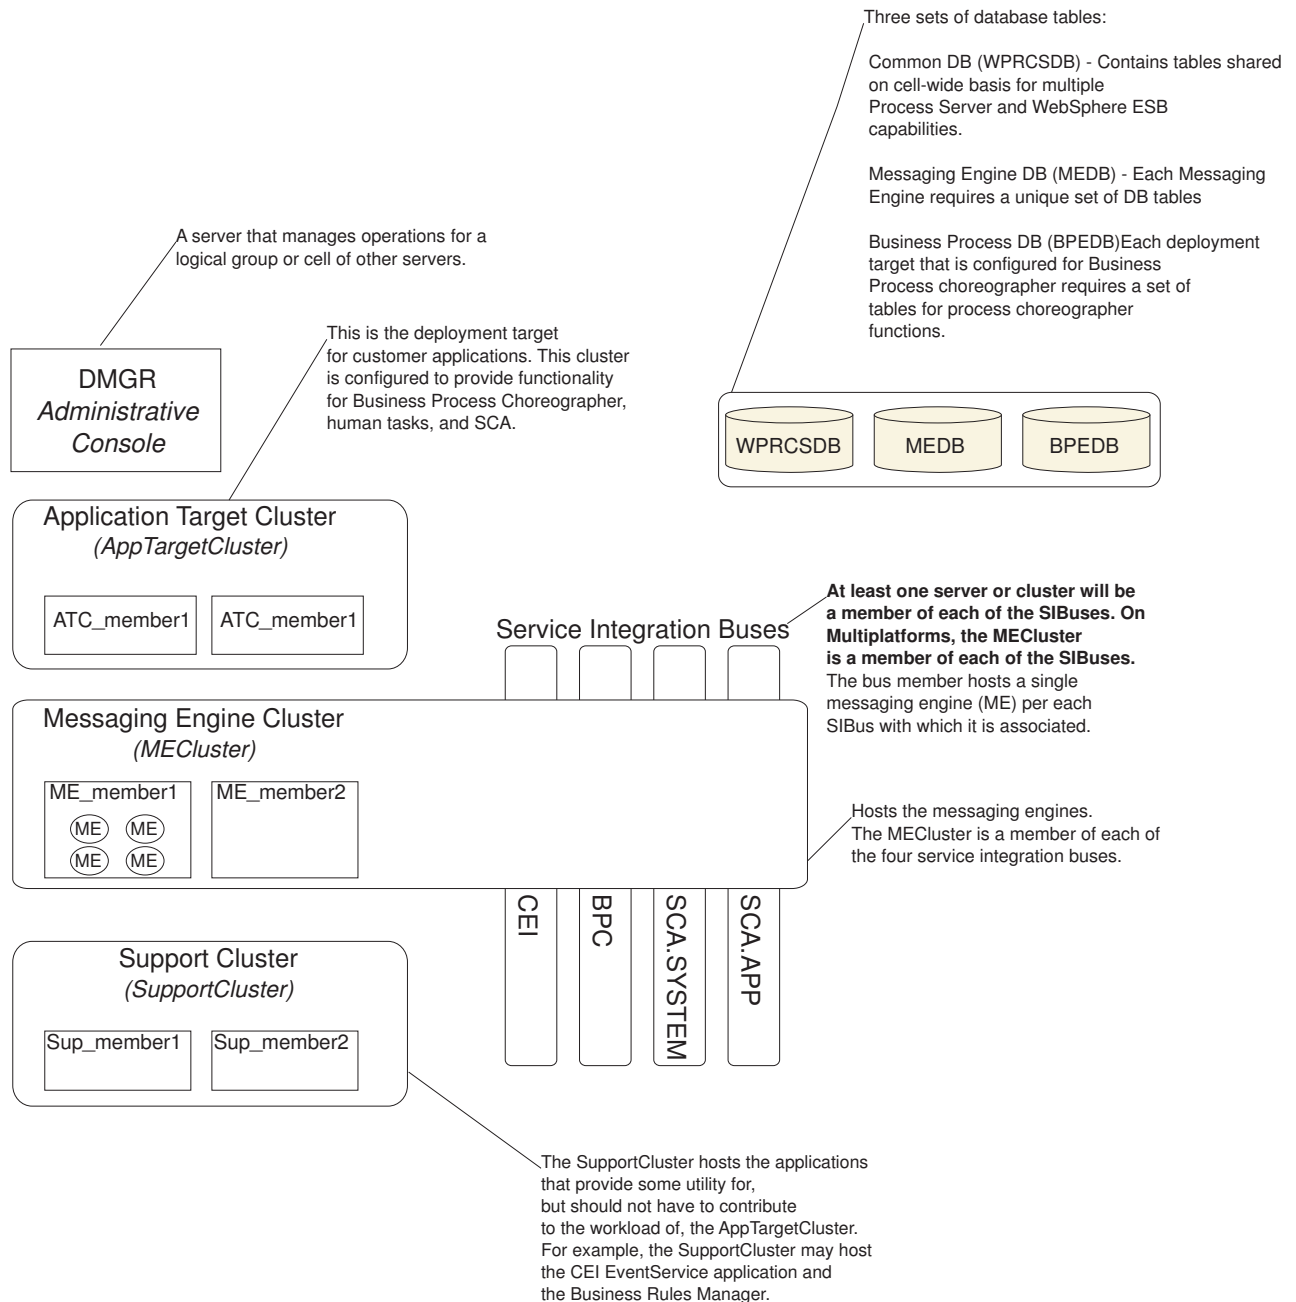 Three sets of database tables:
Common DB (WPRCSDB) - Contains tables shared
on cell-wide basis for multiple
Process Server and WebSphere ESB
capabilities.
Messaging Engine DB (MEDB) - Each Messaging
Engine requires a unique set of DB tables
Business Process DB (BPEDB)Each deployment
target that is configured for Business
Process choreographer requires a set of
tables for process choreographer
functions.
A server that manages operations for a
logical group or cell of other servers.
This is the deployment target
for customer applications. This cluster
is configured to provide functionality
for Business Process Choreographer,
human tasks, and SCA.
DMGR
Administrative
Console
WPRCSDB
MEDB
BPEDB
Application Target Cluster
(AppTargetCluster)
ATC_member1
ATC_member1
Service Integration Buses
At least one server or cluster will be
a member of each of the SIBuses. On
Multiplatforms, the MECluster
is a member of each of the SIBuses.
The bus member hosts a single
messaging engine (ME) per each
SIBus with which it is associated.
Messaging Engine Cluster
(MECluster)
ME_member1
ME_member2
ME
ME
ME
ME
Hosts the messaging engines.
The MECluster is a member of each of
the four service integration buses.
CEI
BPC
SCA.SYSTEM
SCA.APP
Support Cluster
(SupportCluster)
Sup_member1
Sup_member2
The SupportCluster hosts the applications
that provide some utility for,
but should not have to contribute
to the workload of, the AppTargetCluster.
For example, the SupportCluster may host
the CEI EventService application and
the Business Rules Manager.